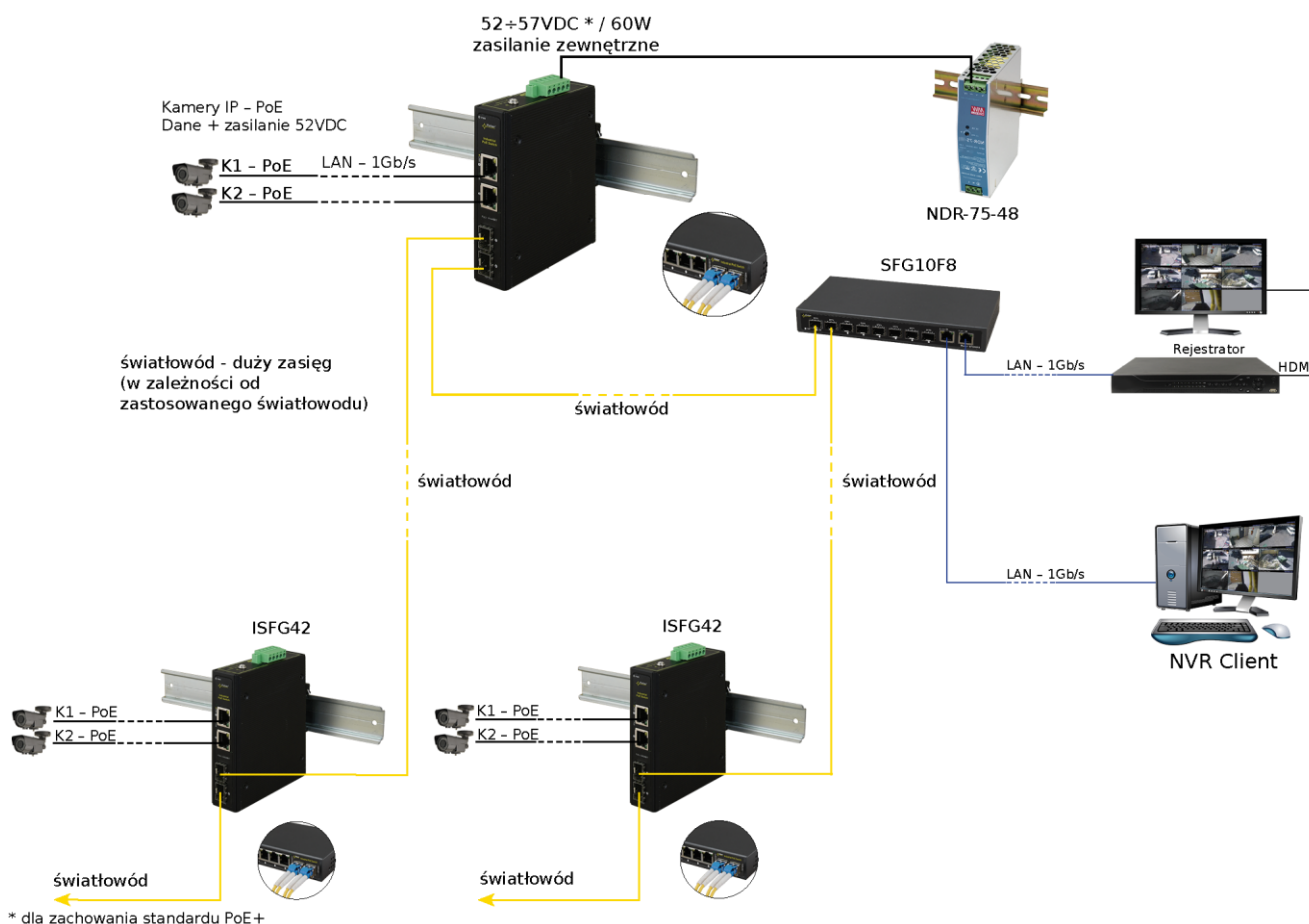 52÷57VDC * / 60W
zasilanie zewnętrzne
Kamery IP – PoE
Dane + zasilanie 52VDC
K1 – PoE
LAN – 1Gb/s
K2 – PoE
NDR-75-48
SFG10F8
Rejestrator
LAN – 1Gb/s
HDM
światłowód - duży zasięg
(w zależności od
zastosowanego światłowodu)
światłowód
światłowód
światłowód
LAN – 1Gb/s
NVR Client
ISFG42
K1 – PoE
K2 – PoE
światłowód
ISFG42
K1 – PoE
K2 – PoE
światłowód
* dla zachowania standardu PoE+